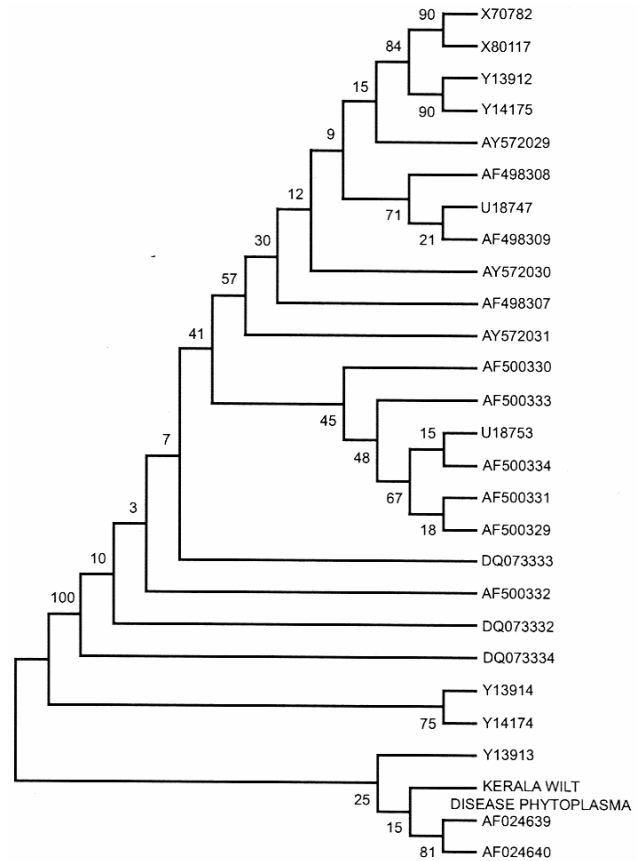 90
X70782
84
X80117
Y13912
15
90
Y14175
9
AY572029
AF498308
12
71
U18747
21
AF498309
30
AY572030
57
AF498307
41
AY572031
AF500330
45
AF500333
7
15
U18753
48
AF500334
67
AF500331
3
18
AF500329
10
DQ073333
100
AF500332
DQ073332
DQ073334
Y13914
75
Y14174
Y13913
25
KERALA WILT
DISEASE PHYTOPLASMA
15
AF024639
81
AF024640